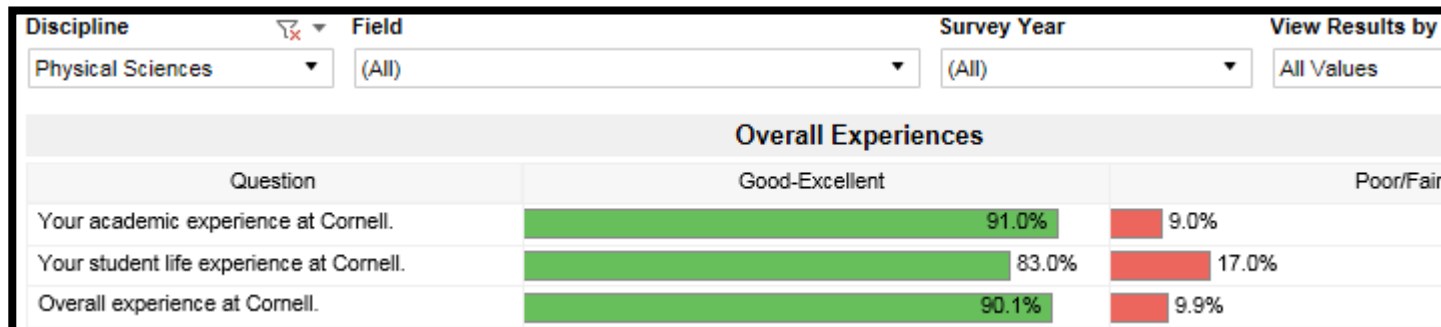 Discipline Field Survey Year View Results by
Physical Sciences (All) (All) All Values
Overall Experiences
Question Good-Excellent Poor/Fair
Your academic experience at Cornell. 91.0% 9.0%
Your student life experience at Cornell. 83.0% 17.0%
Overall experience at Cornell. 90.1% 9.9%